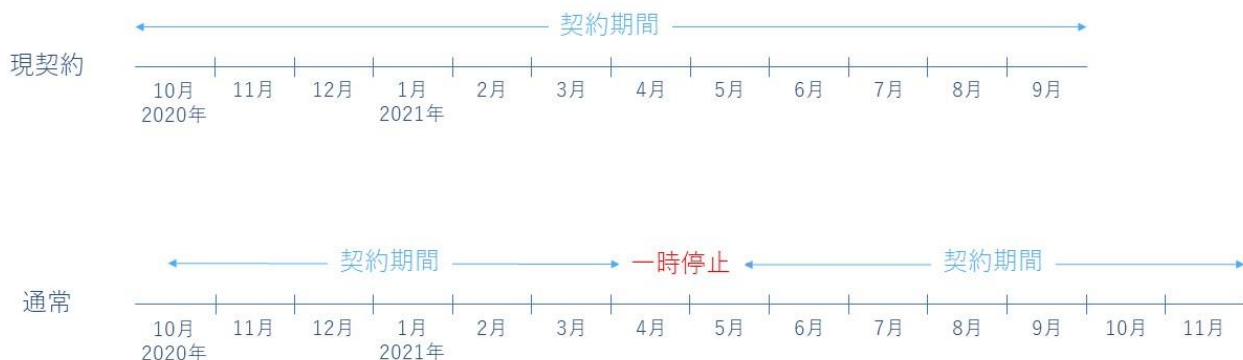 契約期間
現契約
10月 11月 12月 1月 2月 3月 4月 5月 6月 7月 8月 9月
2020年 2021年
契約期間 一時停止 契約期間
通常
10月 11月 12月 1月 2月 3月 4月 5月 6月 7月 8月 9月 10月 11月
2020年 2021年